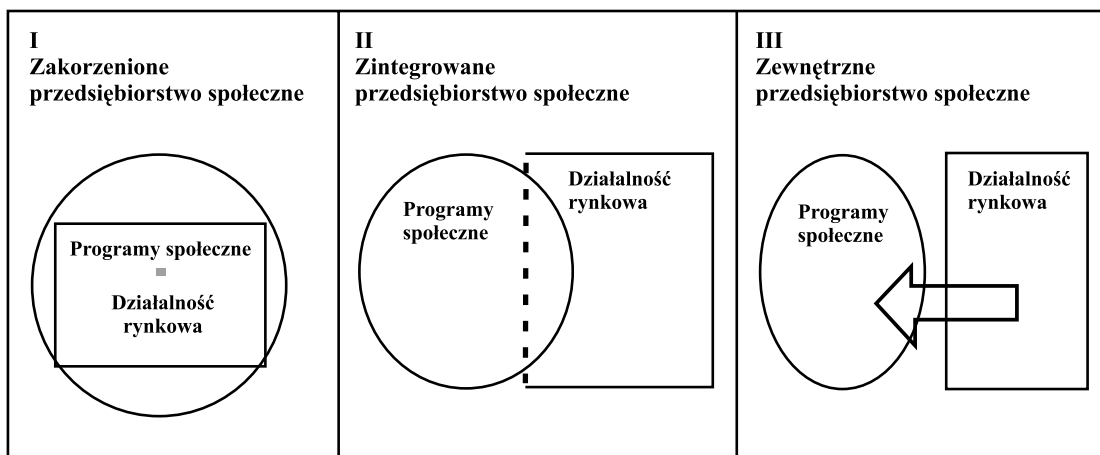 I
Zakorzenione
przedsiębiorstwo społeczne
Programy społeczne
Działalność
rynkowa
II
Zintegrowane
przedsiębiorstwo społeczne
Programy
społeczne
Działalność
rynkowa
III
Zewnętrzne
przedsiębiorstwo społeczne
Programy
społeczne
Działalność
rynkowa